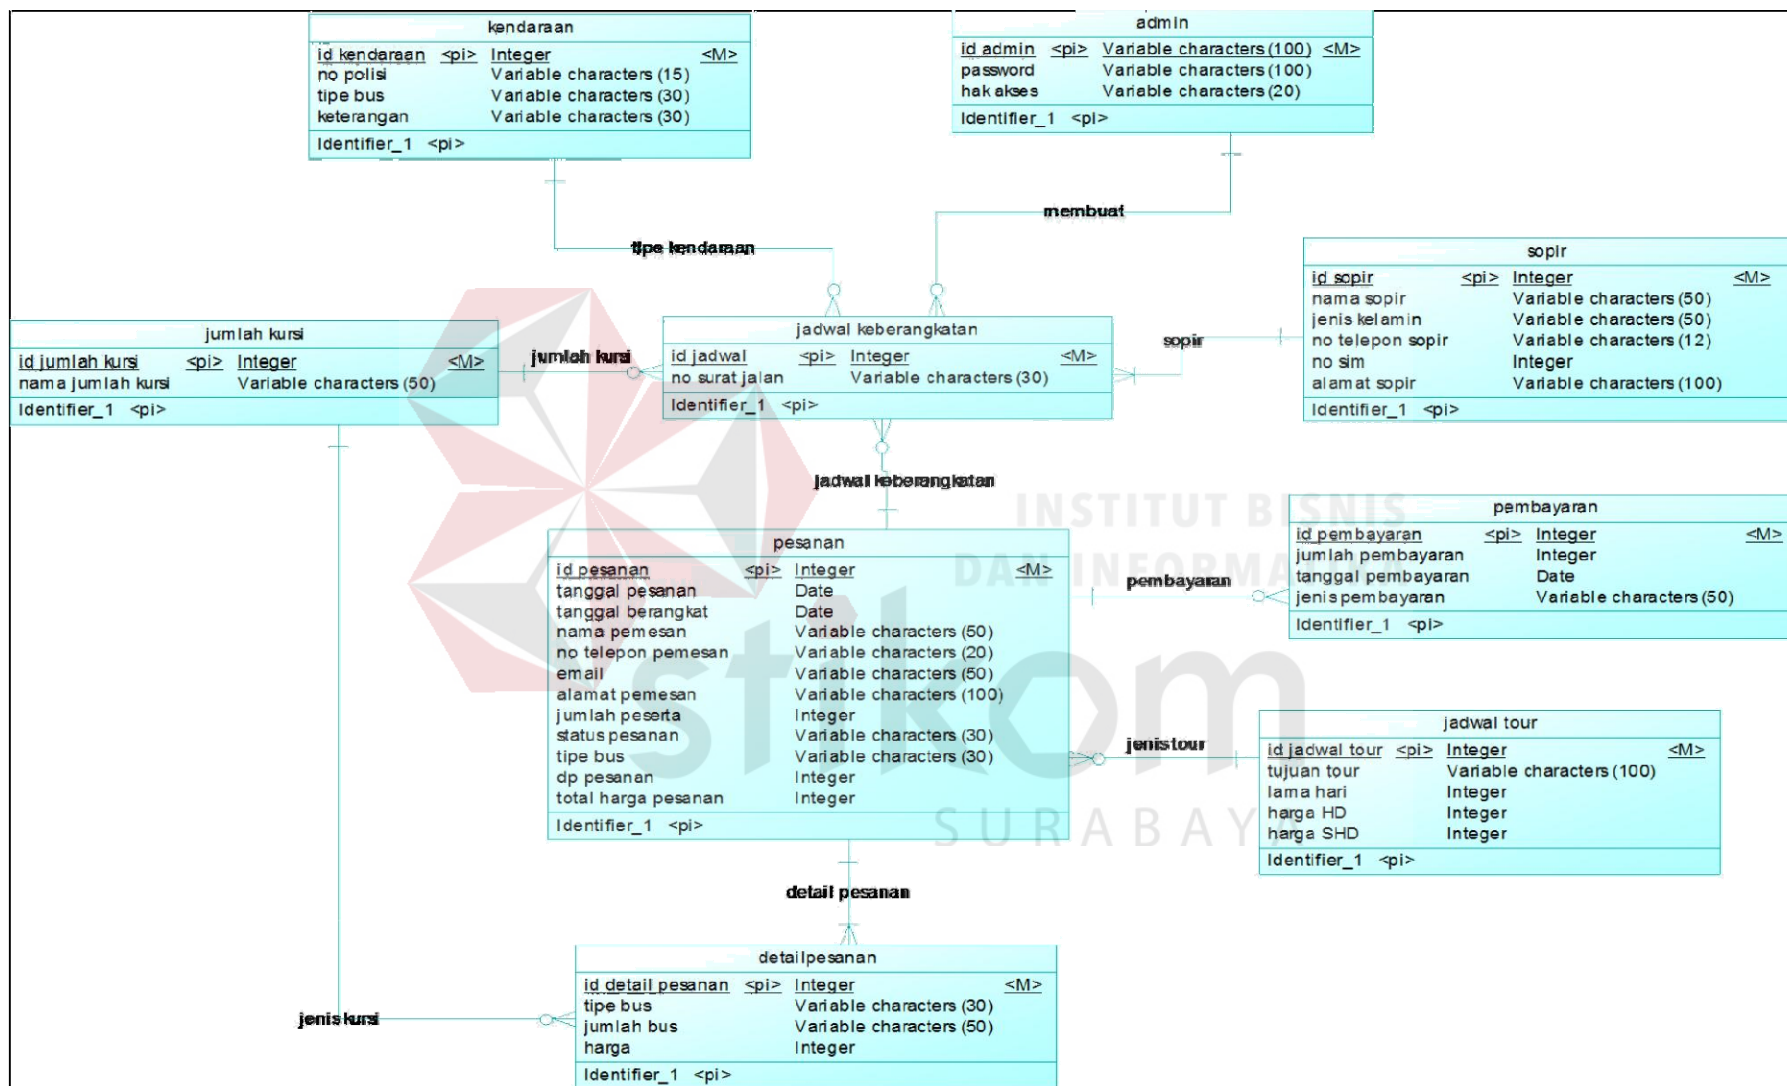 kendaraan
id kendaraan <pi> Integer <M>
no polisi Variable characters (15)
tipe bus Variable characters (30)
keterangan Variable characters (30)
Identifier_1 <pi>
admin
id admin <pi> Variable characters (100) <M>
password Variable characters (100)
hak akses Variable characters (20)
Identifier_1 <pi>
membuat
tipe kendaraan
sopir
id sopir <pi> Integer <M>
nama sopir Variable characters (50)
jenis kelamin Variable characters (50)
no telepon sopir Variable characters (12)
no sim Integer
alamat sopir Variable characters (100)
Identifier_1 <pi>
jumlah kursi
id jumlah kursi <pi> Integer <M>
nama jumlah kursi Variable characters (50)
Identifier_1 <pi>
jumlah kursi
jadwal keberangkatan
id jadwal <pi> Integer <M>
no surat jalan Variable characters (30)
Identifier_1 <pi>
sopir
jadwal keberangkatan
INSTITUT BISNIS
DAN INFORMATIKA
stikom
SURABAYA
pesanan
id pesanan <pi> Integer <M>
tanggal pesanan Date
tanggal berangkat Date
nama pemesan Variable characters (50)
no telepon pemesan Variable characters (20)
email Variable characters (50)
alamat pemesan Variable characters (100)
jumlah peserta Integer
status pesanan Variable characters (30)
tipe bus Variable characters (30)
dp pesanan Integer
total harga pesanan Integer
Identifier_1 <pi>
pembayaran
pembayaran
id pembayaran <pi> Integer <M>
jumlah pembayaran Integer
tanggal pembayaran Date
jenis pembayaran Variable characters (50)
Identifier_1 <pi>
jenis tour
jadwal tour
id jadwal tour <pi> Integer <M>
tujuan tour Variable characters (100)
lama hari Integer
harga HD Integer
harga SHD Integer
Identifier_1 <pi>
detail pesanan
detailpesanan
id detail pesanan <pi> Integer <M>
tipe bus Variable characters (30)
jumlah bus Variable characters (50)
harga Integer
Identifier_1 <pi>
jenis kursi